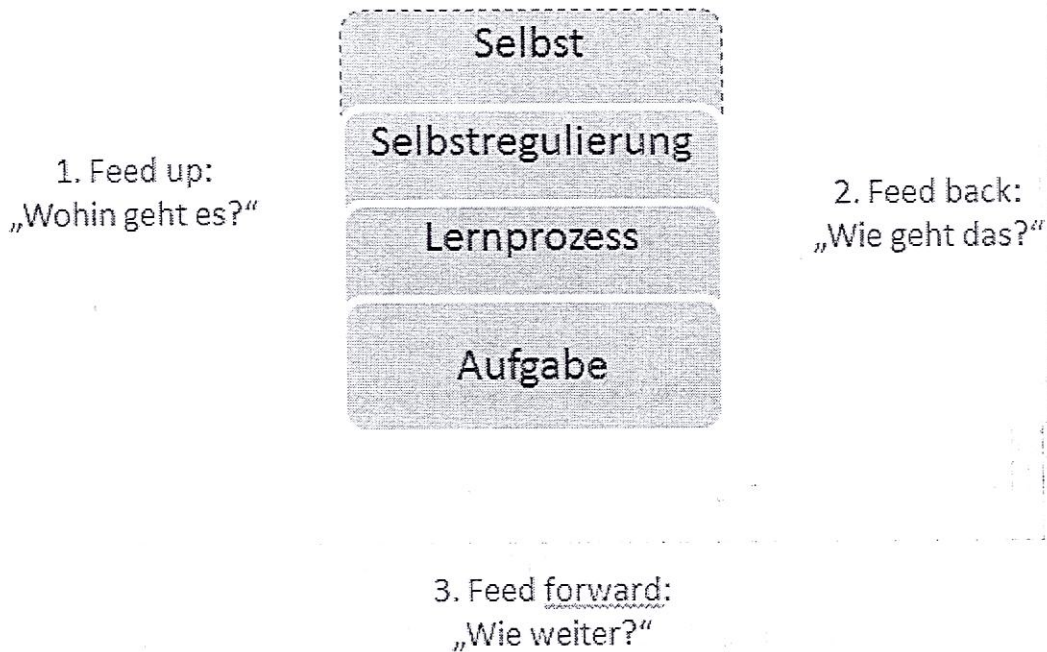 Selbst
Selbstregulierung
Lernprozess
Aufgabe
1. Feed up:
„Wohin geht es?“
2. Feed back:
„Wie geht das?“
3. Feed forward:
„Wie weiter?“